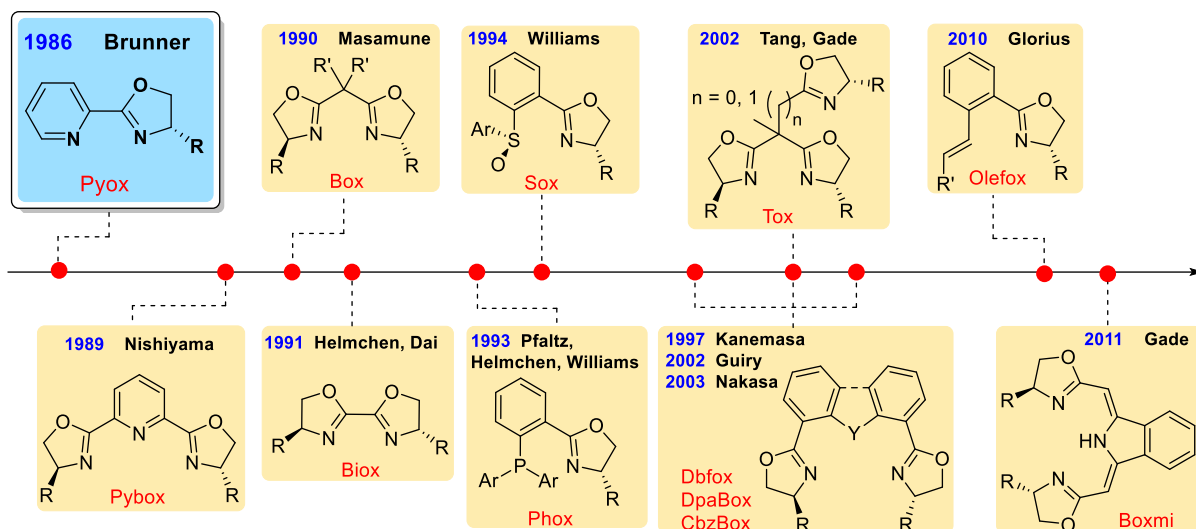 1986 Brunner
O
N
N
R
Pyox
1990 Masamune
R' R'
O O
N N
R R
Box
1994 Williams
O
Ar
S
N
O
R
Sox
2002 Tang, Gade
O
N
R
n = 0, 1
n
O O
N N
R R
Tox
2010 Glorius
O
N
R'
R
Olefox
1989 Nishiyama
O O
N
N N
R R
Pybox
1991 Helmchen, Dai
O O
N N
R R
Biox
1993 Pfaltz,
Helmchen, Williams
O
P
N
Ar Ar
R
Phox
1997 Kanemasa
2002 Guiry
2003 Nakasa
Y
O O
N N
R R
Dbfox
DpaBox
CbzBox
2011 Gade
O
N
R
HN
R
N
O
Boxmi